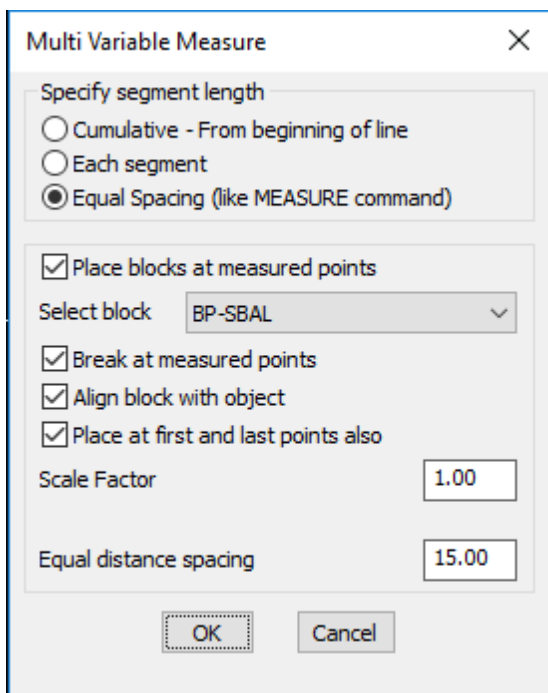 Multi Variable Measure
Specify segment length
Cumulative - From beginning of line
Each segment
Equal Spacing (like MEASURE command)
Place blocks at measured points
Select block BP-SBAL
Break at measured points
Align block with object
Place at first and last points also
Scale Factor 1.00
Equal distance spacing 15.00
OK Cancel